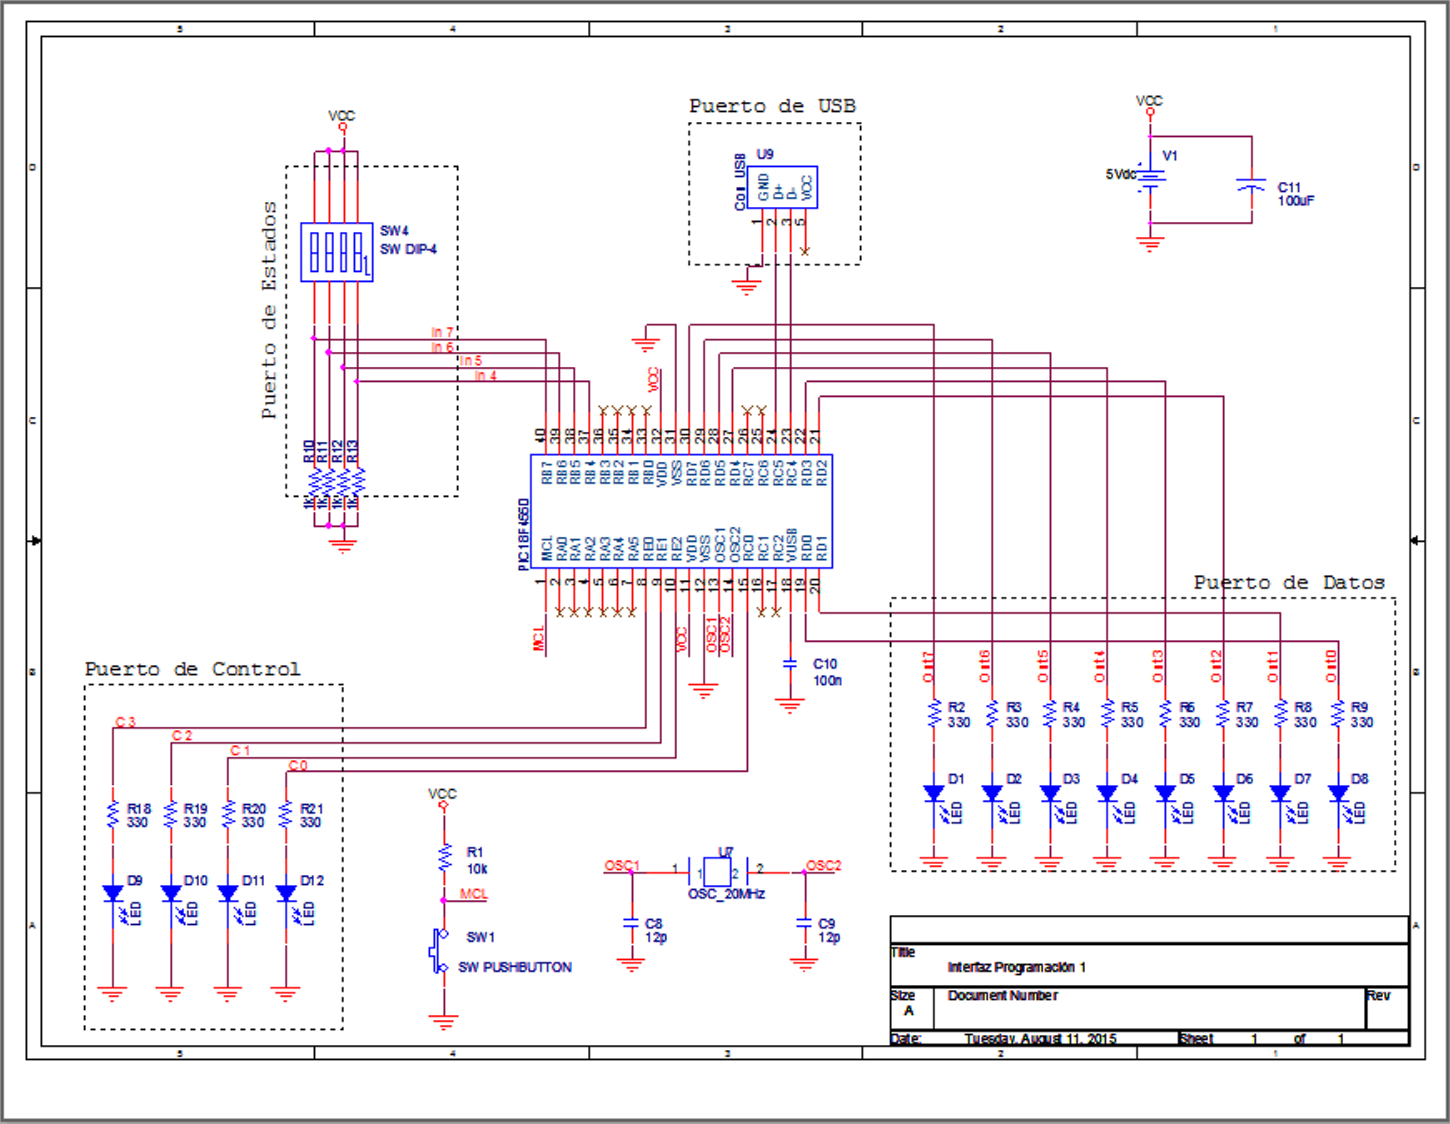 5 4 3 2 1
D
C
B
A
VCC
Puerto de Estados
SW4
SW DIP-4
1
In 7
In 6
In 5
In 4
R10 R11 R12 R13
1k 1k 1k 1k
Puerto de USB
U9
Con USB
GND D+ D- VCC
1 2 3 5
VCC
V1
5Vdc
C11
100uF
VCC
40 39 38 37 36 35 34 33 32 31 30 29 28 27 26 25 24 23 22 21
RB7 RB6 RB5 RB4 RB3 RB2 RB1 RB0 VDD VSS RD7 RD6 RD5 RD4 RC7 RC6 RC5 RC4 RD3 RD2
PIC18F4550
MCL RA0 RA1 RA2 RA3 RA4 RA5 RE0 RE1 RE2 VDD VSS OSC1 OSC2 RC0 RC1 RC2 VUSB RD0 RD1
1 2 3 4 5 6 7 8 9 10 11 12 13 14 15 16 17 18 19 20
MCL
VCC
OSC1
OSC2
C10
100n
Puerto de Datos
Out7 Out6 Out5 Out4 Out3 Out2 Out1 Out0
R2 R3 R4 R5 R6 R7 R8 R9
330 330 330 330 330 330 330 330
D1 D2 D3 D4 D5 D6 D7 D8
LED LED LED LED LED LED LED LED
Puerto de Control
C 3
C 2
C 1
C0
R18 R19 R20 R21
330 330 330 330
D9 D10 D11 D12
LED LED LED LED
VCC
R1
10k
MCL
SW1
SW PUSHBUTTON
OSC1
1
U7
1 2
2
OSC2
OSC_20MHz
C8
12p
C9
12p
Title
Interfaz Programación 1
Size
A
Document Number
Rev
Date:
Tuesday, August 11, 2015
Sheet 1 of 1
D
C
B
A
5 4 3 2 1